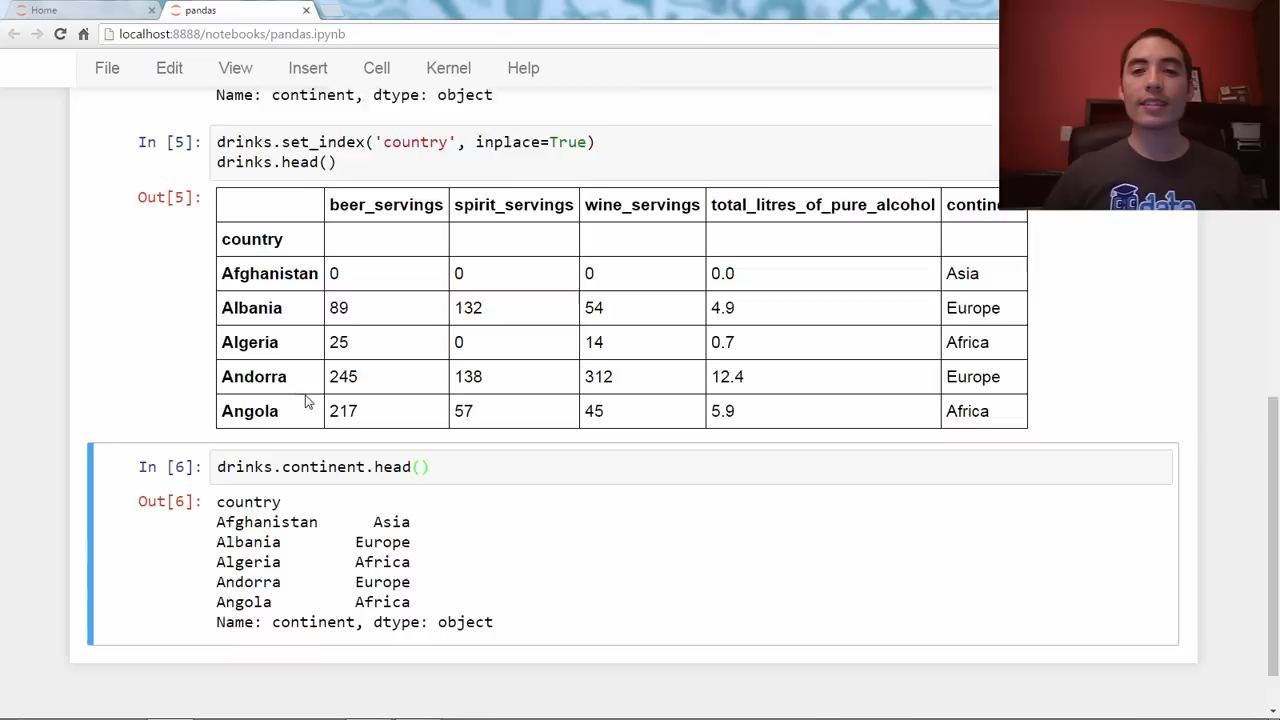 Home
pandas
localhost:8888/notebooks/pandas.ipynb
File Edit View Insert Cell Kernel Help
Name: continent, dtype: object
In [5]: drinks.set_index('country', inplace=True)
drinks.head()
Out[5]:
beer_servings spirit_servings wine_servings total_litres_of_pure_alcohol contine
country
Afghanistan 0 0 0 0.0 Asia
Albania 89 132 54 4.9 Europe
Algeria 25 0 14 0.7 Africa
Andorra 245 138 312 12.4 Europe
Angola 217 57 45 5.9 Africa
In [6]: drinks.continent.head()
Out[6]: country
Afghanistan Asia
Albania Europe
Algeria Africa
Andorra Europe
Angola Africa
Name: continent, dtype: object
data